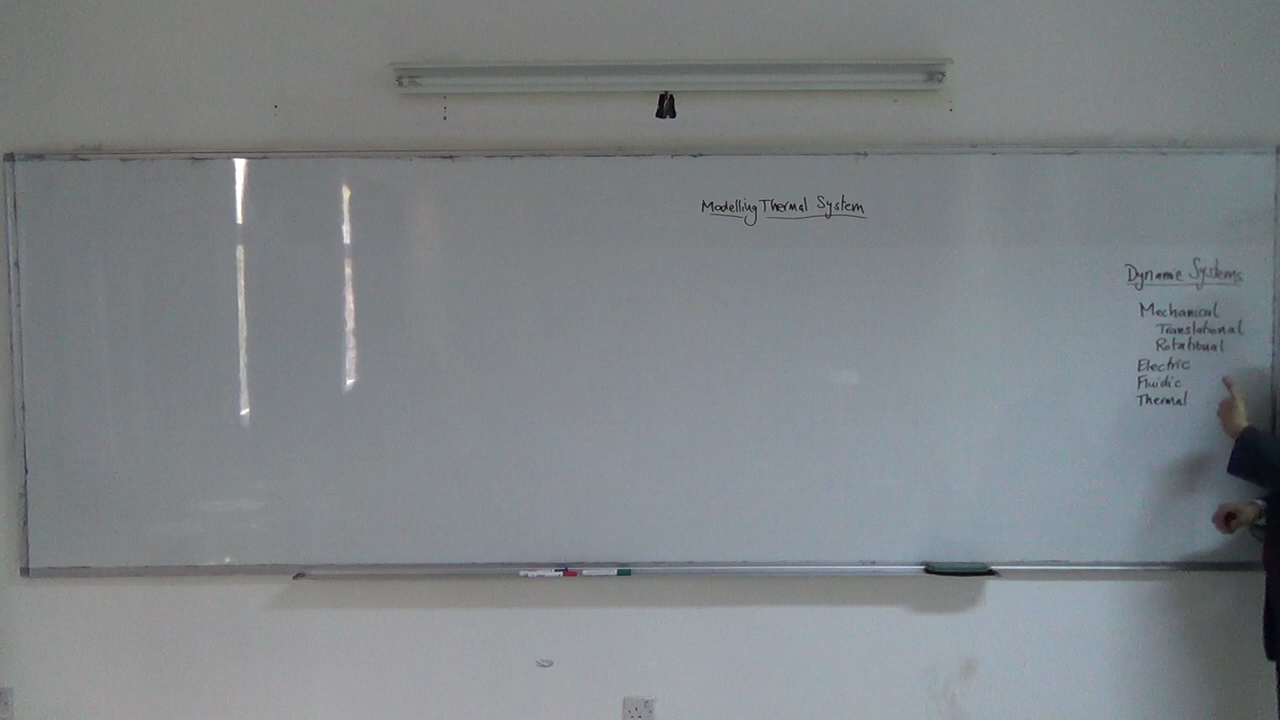 Modelling Thermal System
Dynamic Systems
Mechanical
Translational
Rotational
Electric
Fluidic
Thermal